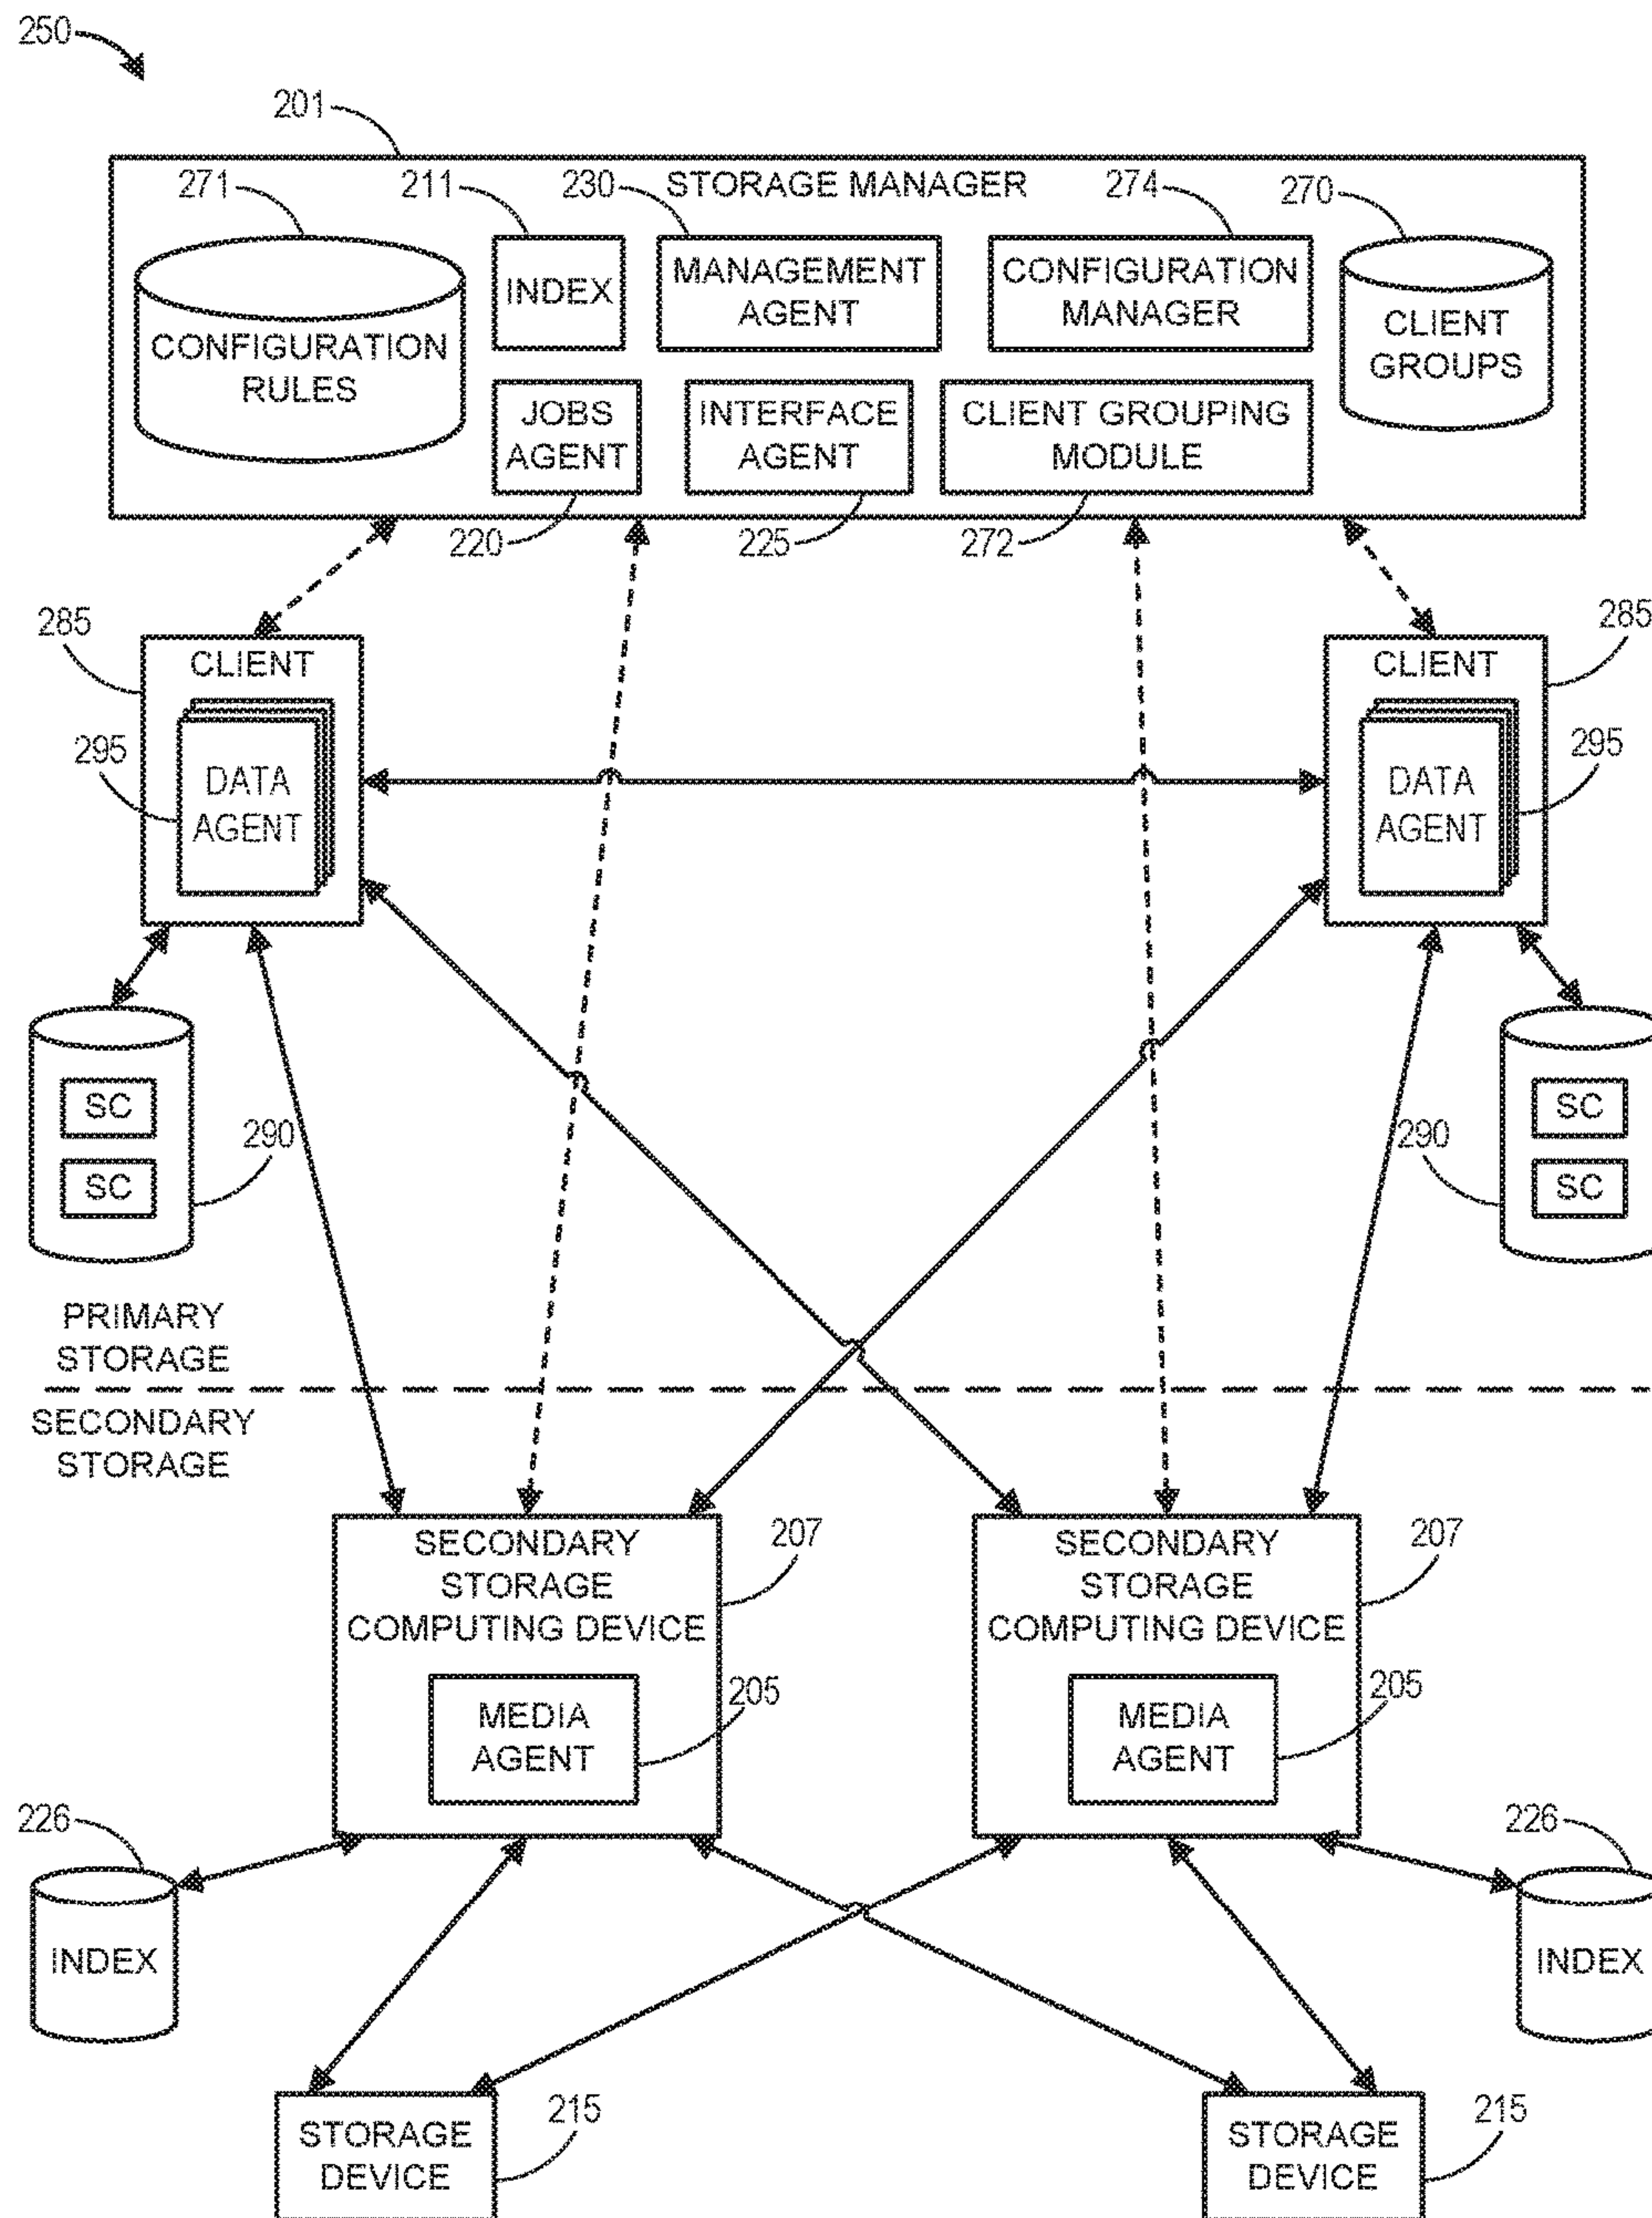 250
201
271
211
230
STORAGE MANAGER
274
270
CONFIGURATION
RULES
INDEX
MANAGEMENT
AGENT
CONFIGURATION
MANAGER
CLIENT
GROUPS
JOBS
AGENT
INTERFACE
AGENT
CLIENT GROUPING
MODULE
220
225
272
285
CLIENT
295
DATA
AGENT
285
CLIENT
295
DATA
AGENT
SC
SC
290
290
SC
SC
PRIMARY
STORAGE
SECONDARY
STORAGE
SECONDARY
STORAGE
COMPUTING DEVICE
207
MEDIA
AGENT
205
SECONDARY
STORAGE
COMPUTING DEVICE
207
MEDIA
AGENT
205
226
INDEX
226
INDEX
STORAGE
DEVICE
215
STORAGE
DEVICE
215